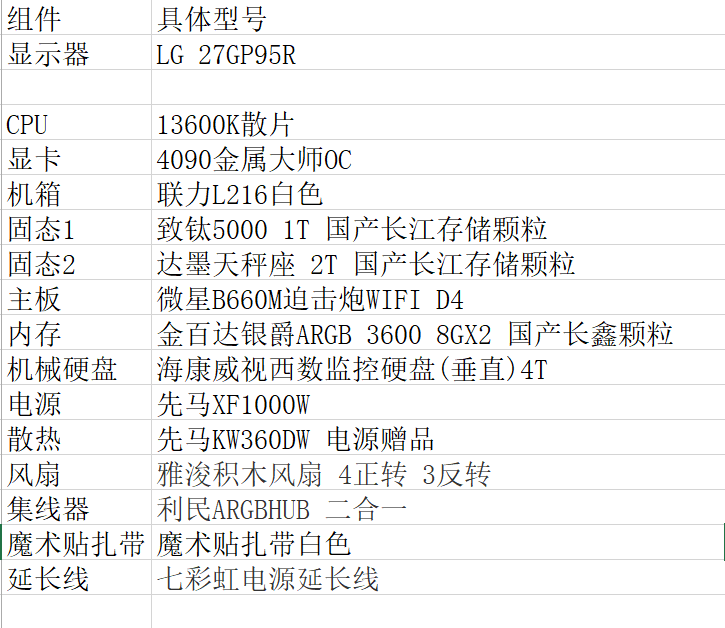 组件 具体型号
显示器 LG 27GP95R
CPU 13600K散片
显卡 4090金属大师OC
机箱 联力L216白色
固态1 致钛5000 1T 国产长江存储颗粒
固态2 达墨天秤座 2T 国产长江存储颗粒
主板 微星B660M迫击炮WIFI D4
内存 金百达银爵ARGB 3600 8GX2 国产长鑫颗粒
机械硬盘 海康威视西数监控硬盘(垂直)4T
电源 先马XF1000W
散热 先马KW360DW 电源赠品
风扇 雅浚积木风扇 4正转 3反转
集线器 利民ARGBHUB 二合一
魔术贴扎带 魔术贴扎带白色
延长线 七彩虹电源延长线